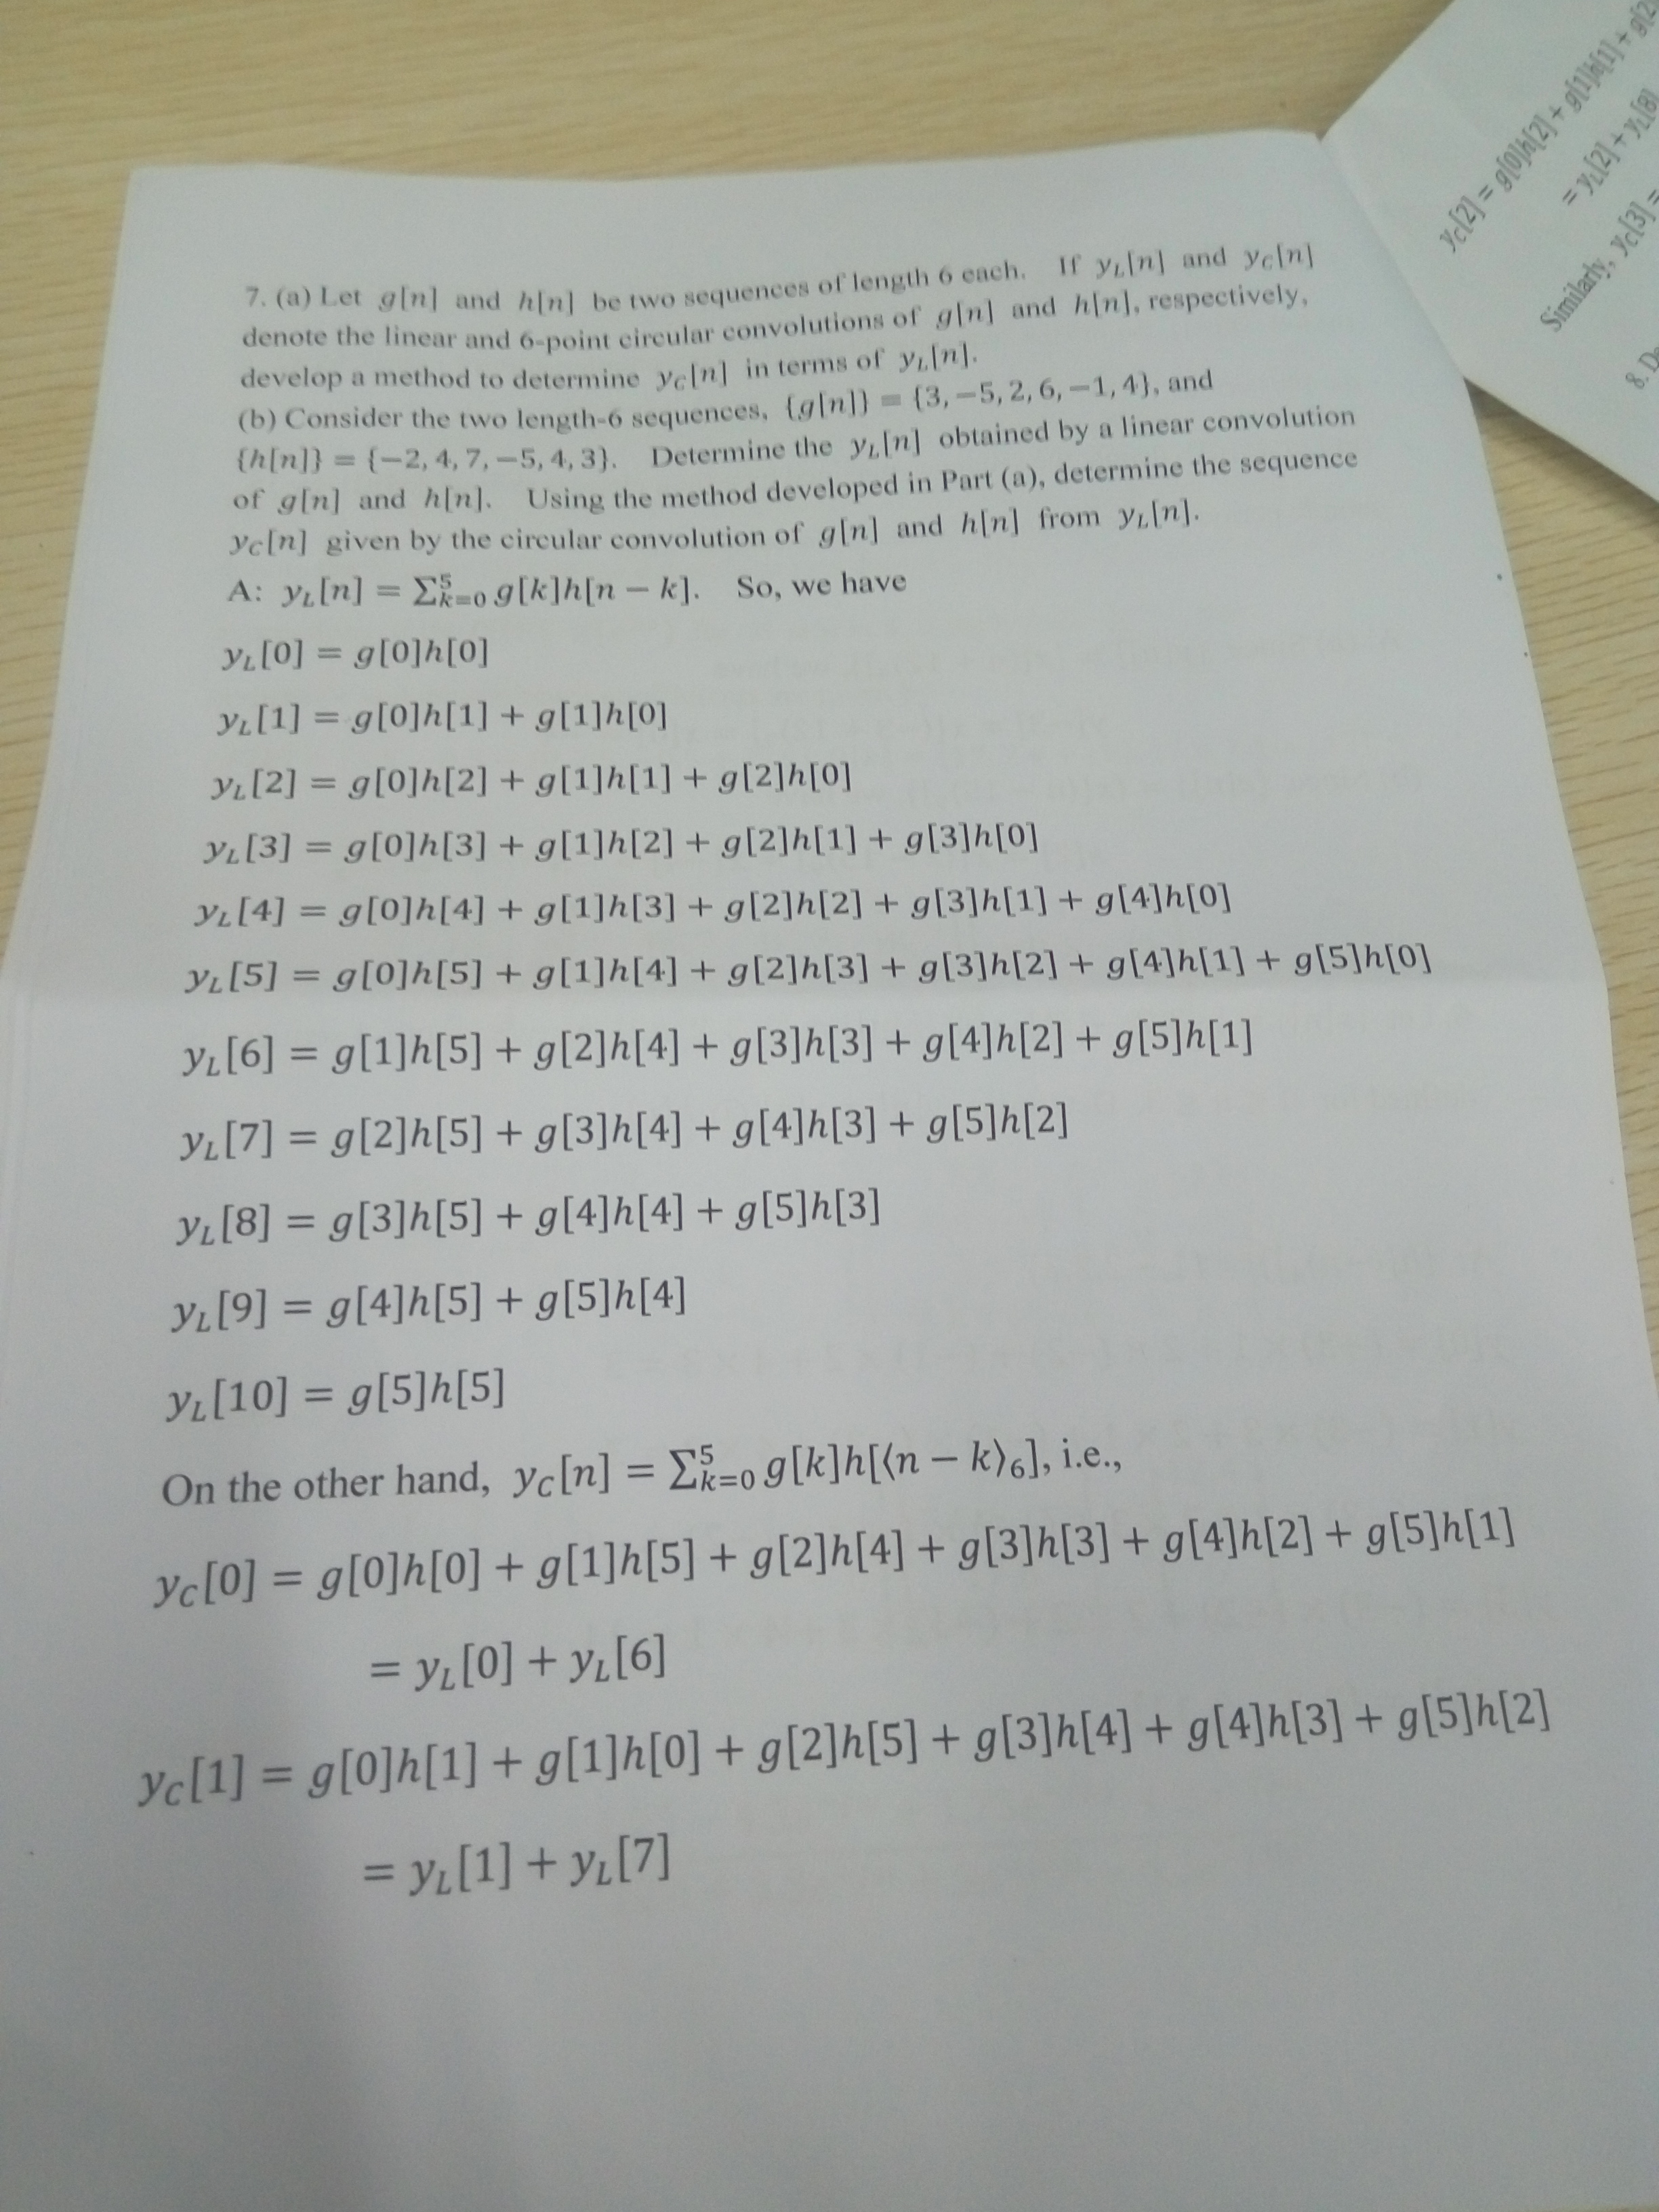 7. (a) Let g[n] and h[n] be two sequences of length 6 each. If y_L[n] and y_C[n]
denote the linear and 6-point circular convolutions of g[n] and h[n], respectively,
develop a method to determine y_C[n] in terms of y_L[n].
(b) Consider the two length-6 sequences, {g[n]} = {3, −5, 2, 6, −1, 4}, and
{h[n]} = {−2, 4, 7, −5, 4, 3}. Determine the y_L[n] obtained by a linear convolution
of g[n] and h[n]. Using the method developed in Part (a), determine the sequence
y_C[n] given by the circular convolution of g[n] and h[n] from y_L[n].
A: y_L[n] = ∑_{k=0}^{5} g[k]h[n − k]. So, we have
y_L[0] = g[0]h[0]
y_L[1] = g[0]h[1] + g[1]h[0]
y_L[2] = g[0]h[2] + g[1]h[1] + g[2]h[0]
y_L[3] = g[0]h[3] + g[1]h[2] + g[2]h[1] + g[3]h[0]
y_L[4] = g[0]h[4] + g[1]h[3] + g[2]h[2] + g[3]h[1] + g[4]h[0]
y_L[5] = g[0]h[5] + g[1]h[4] + g[2]h[3] + g[3]h[2] + g[4]h[1] + g[5]h[0]
y_L[6] = g[1]h[5] + g[2]h[4] + g[3]h[3] + g[4]h[2] + g[5]h[1]
y_L[7] = g[2]h[5] + g[3]h[4] + g[4]h[3] + g[5]h[2]
y_L[8] = g[3]h[5] + g[4]h[4] + g[5]h[3]
y_L[9] = g[4]h[5] + g[5]h[4]
y_L[10] = g[5]h[5]
On the other hand, y_C[n] = ∑_{k=0}^{5} g[k]h[⟨n − k⟩_6], i.e.,
y_C[0] = g[0]h[0] + g[1]h[5] + g[2]h[4] + g[3]h[3] + g[4]h[2] + g[5]h[1]
= y_L[0] + y_L[6]
y_C[1] = g[0]h[1] + g[1]h[0] + g[2]h[5] + g[3]h[4] + g[4]h[3] + g[5]h[2]
= y_L[1] + y_L[7]
y_C[2] = g[0]h[2] + g[1]h[1] + g[2]
= y_L[2] + y_L[8]
Similarly, y_C[3] =
8.